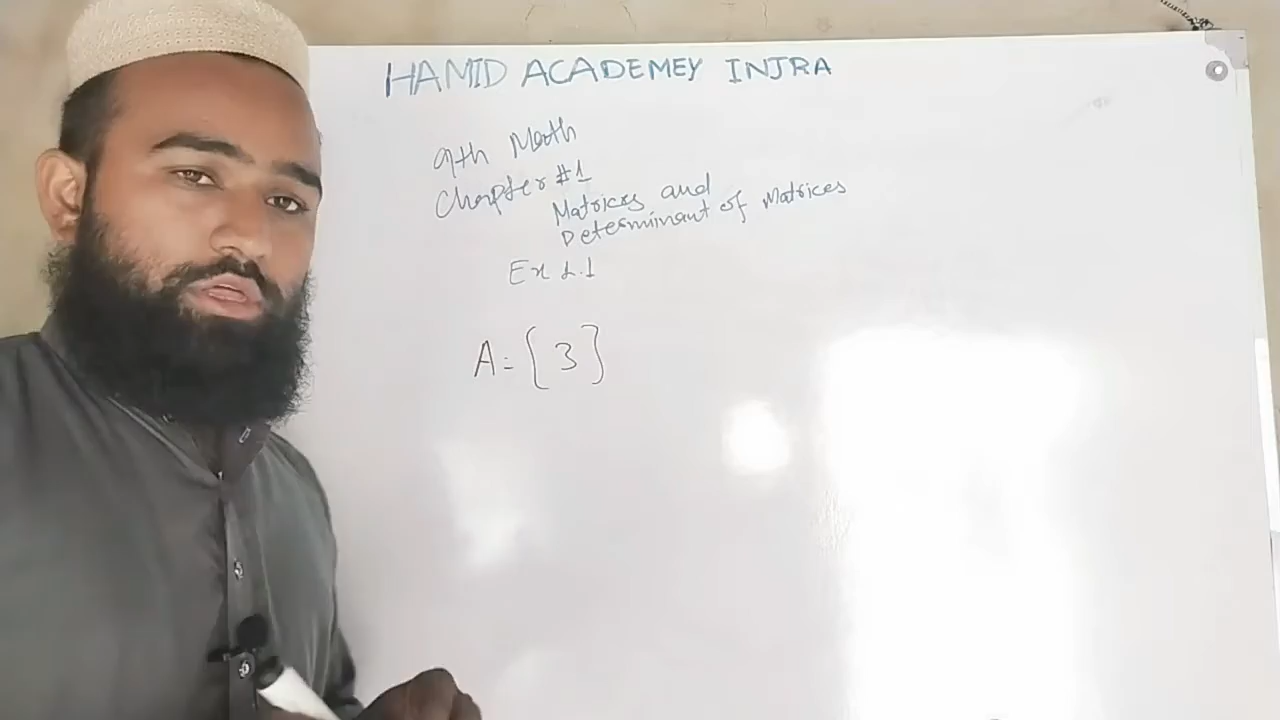 HAMID ACADEMEY INJRA
9th Math
Chapter #1
Matrices and
Determinant of Matrices
Ex 1.1
A = [3]